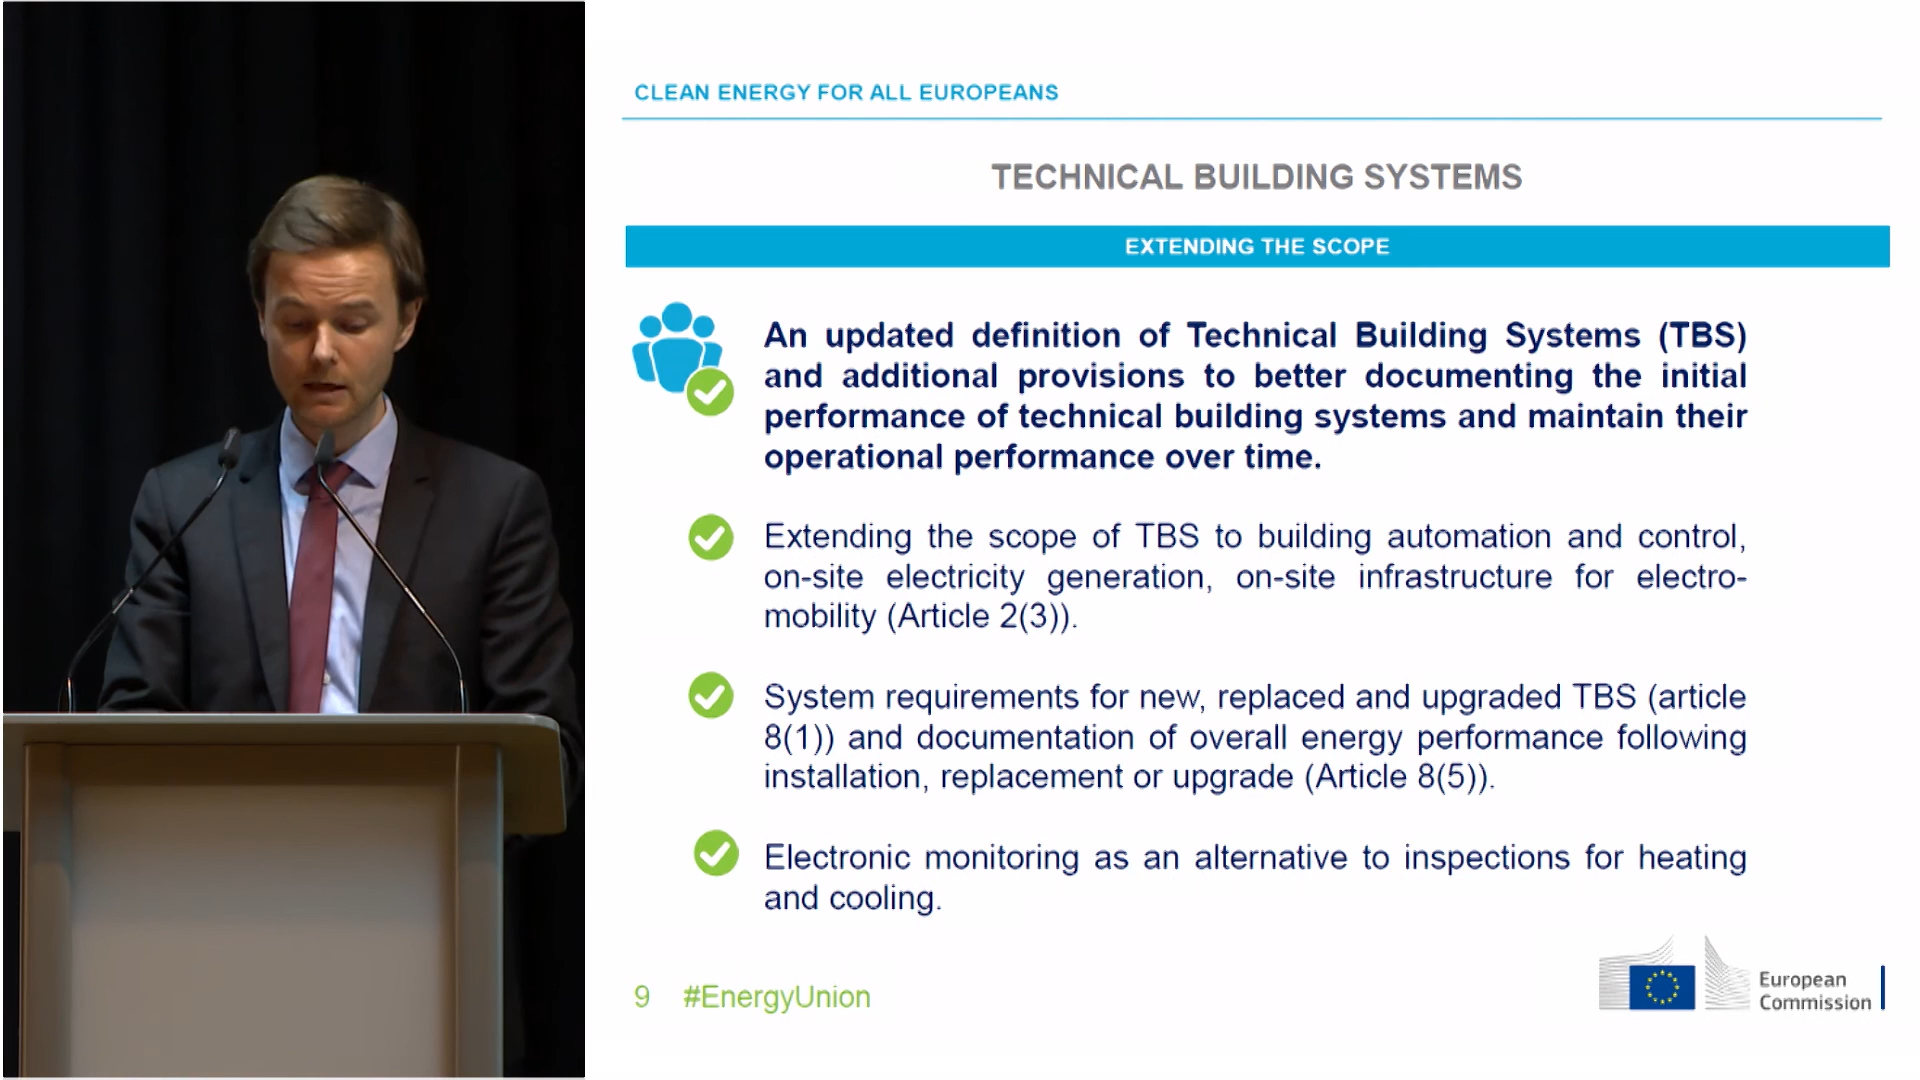 CLEAN ENERGY FOR ALL EUROPEANS
TECHNICAL BUILDING SYSTEMS
EXTENDING THE SCOPE
An updated definition of Technical Building Systems (TBS)
and additional provisions to better documenting the initial
performance of technical building systems and maintain their
operational performance over time.
Extending the scope of TBS to building automation and control,
on-site electricity generation, on-site infrastructure for electro-
mobility (Article 2(3)).
System requirements for new, replaced and upgraded TBS (article
8(1)) and documentation of overall energy performance following
installation, replacement or upgrade (Article 8(5)).
Electronic monitoring as an alternative to inspections for heating
and cooling.
9 #EnergyUnion
European
Commission